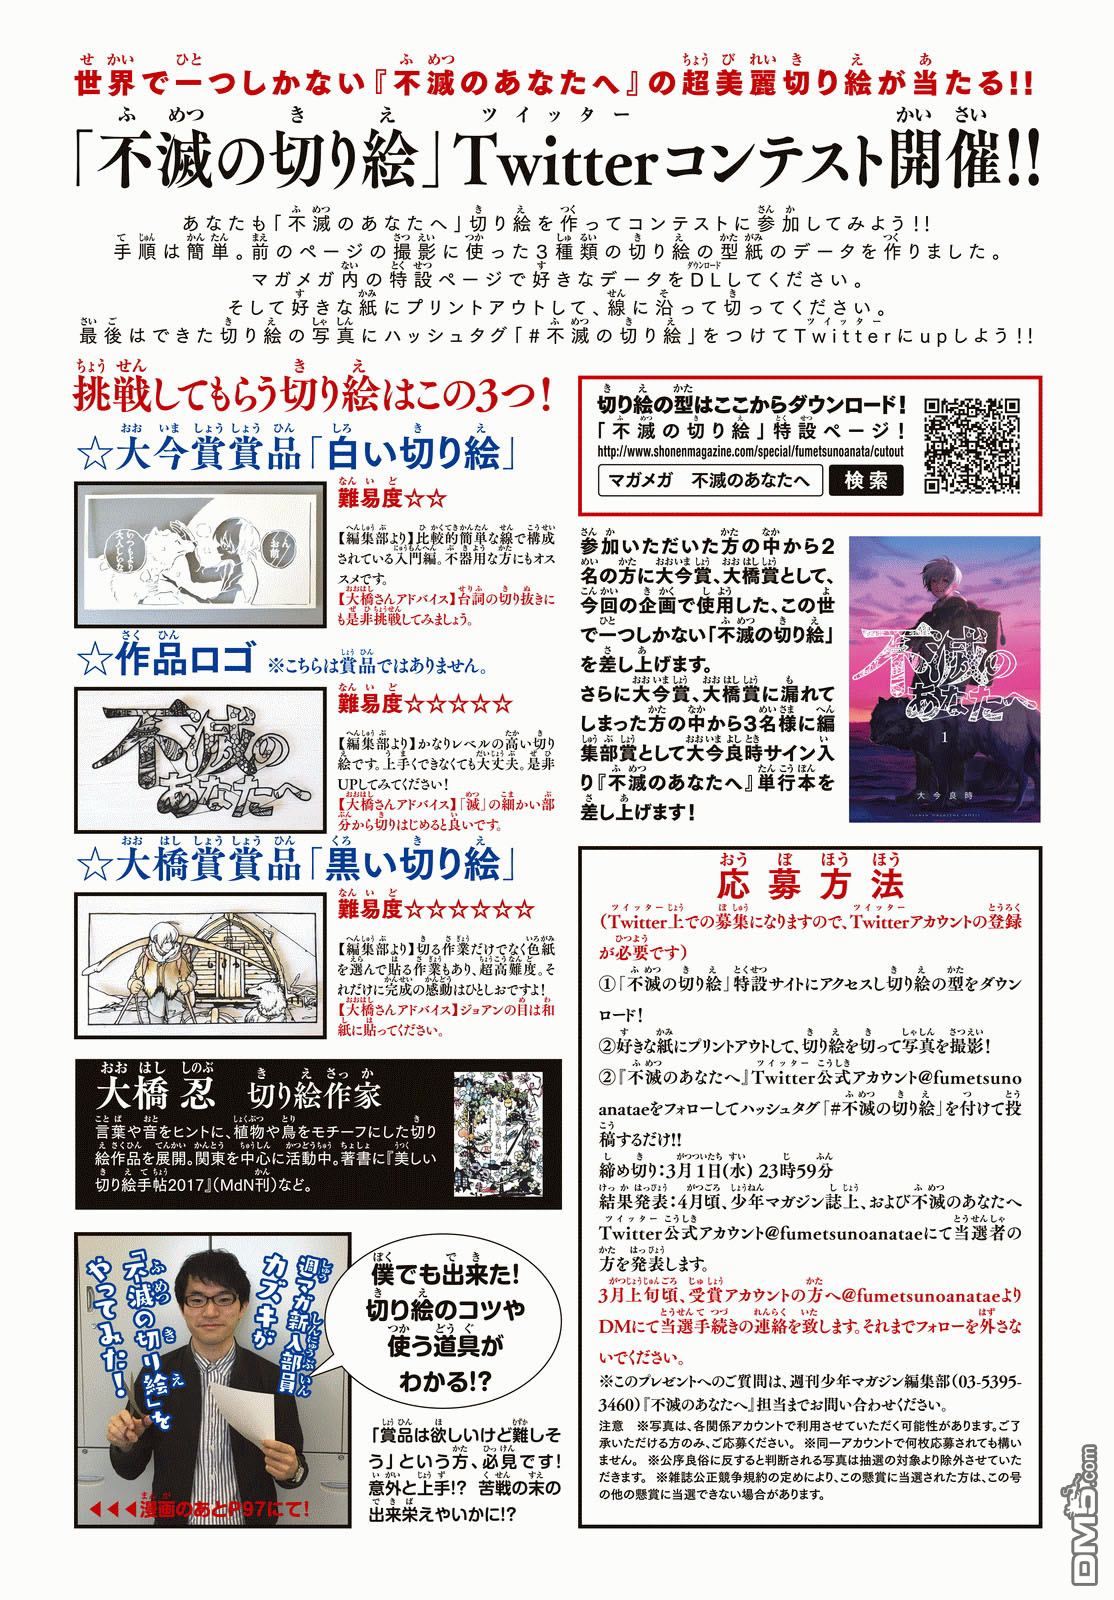 世界で一つしかない『不滅のあなたへ』の超美麗切り絵が当たる!!
「不滅の切り絵」Twitterコンテスト開催!!
あなたも「不滅のあなたへ」切り絵を作ってコンテストに参加してみよう!!
手順は簡単。前のページの撮影に使った3種類の切り絵の型紙のデータを作りました。
マガメガ内の特設ページで好きなデータをDLしてください。
そして好きな紙にプリントアウトして、線に沿って切ってください。
最後はできた切り絵の写真にハッシュタグ「#不滅の切り絵」をつけてTwitterにupしよう!!
挑戦してもらう切り絵はこの3つ!
☆大今賞賞品「白い切り絵」
難易度☆☆
【編集部より】比較的簡単な線で構成
されている入門編。不器用な方にもオス
スメです。
【大橋さんアドバイス】台詞の切り抜きに
も是非挑戦してみましょう。
☆作品ロゴ ※こちらは賞品ではありません。
不滅のあなたへ
難易度☆☆☆☆☆
【編集部より】かなりレベルの高い切り
絵です。上手くできなくても大丈夫。是非
UPしてみてください!
【大橋さんアドバイス】「滅」の細かい部
分から切りはじめると良いです。
☆大橋賞賞品「黒い切り絵」
難易度☆☆☆☆☆☆
【編集部より】切る作業だけでなく色紙
を選んで貼る作業もあり、超高難度。そ
れだけに完成の感動はひとしおですよ!
【大橋さんアドバイス】ジョアンの目は和
紙に貼ってください。
大橋 忍 切り絵作家
言葉や音をヒントに、植物や鳥をモチーフにした切り
絵作品を展開。関東を中心に活動中。著書に『美しい
切り絵手帖2017』(MdN刊)など。
週マガ新入部員
カズ、キが
「不滅の切り絵」を
やってみた!
◀◀◀漫画のあとP97にて!
僕でも出来た!
切り絵のコツや
使う道具が
わかる!?
「賞品は欲しいけど難しそ
う」という方、必見です!
意外と上手!? 苦戦の末の
出来栄えやいかに!?
切り絵の型はここからダウンロード!
「不滅の切り絵」特設ページ!
http://www.shonenmagazine.com/special/fumetsunoanata/cutout
マガメガ 不滅のあなたへ 検索
参加いただいた方の中から2
名の方に大今賞、大橋賞として、
今回の企画で使用した、この世
で一つしかない「不滅の切り絵」
を差し上げます。
さらに大今賞、大橋賞に漏れて
しまった方の中から3名様に編
集部賞として大今良時サイン入
り『不滅のあなたへ』単行本を
差し上げます!
不滅の
あなたへ
1
大今良時
応募方法
(Twitter上での募集になりますので、Twitterアカウントの登録
が必要です)
①「不滅の切り絵」特設サイトにアクセスし切り絵の型をダウン
ロード!
②好きな紙にプリントアウトして、切り絵を切って写真を撮影!
②『不滅のあなたへ』Twitter公式アカウント@fumetsuno
anataeをフォローしてハッシュタグ「#不滅の切り絵」を付けて投
稿するだけ!!
締め切り:3月1日(水) 23時59分
結果発表:4月頃、少年マガジン誌上、および不滅のあなたへ
Twitter公式アカウント@fumetsunoanataeにて当選者の
方を発表します。
3月上旬頃、受賞アカウントの方へ@fumetsunoanataeより
DMにて当選手続きの連絡を致します。それまでフォローを外さな
いでください。
※このプレゼントへのご質問は、週刊少年マガジン編集部(03-5395-
3460)『不滅のあなたへ』担当までお問い合わせください。
注意 ※写真は、各関係アカウントで利用させていただく可能性があります。ご了
承いただける方のみ、ご応募ください。 ※同一アカウントで何枚応募されても構い
ません。 ※公序良俗に反すると判断される写真は抽選の対象より除外させていた
だきます。 ※雑誌公正競争規約の定めにより、この懸賞に当選された方は、この号
の他の懸賞に当選できない場合があります。
DM5.com